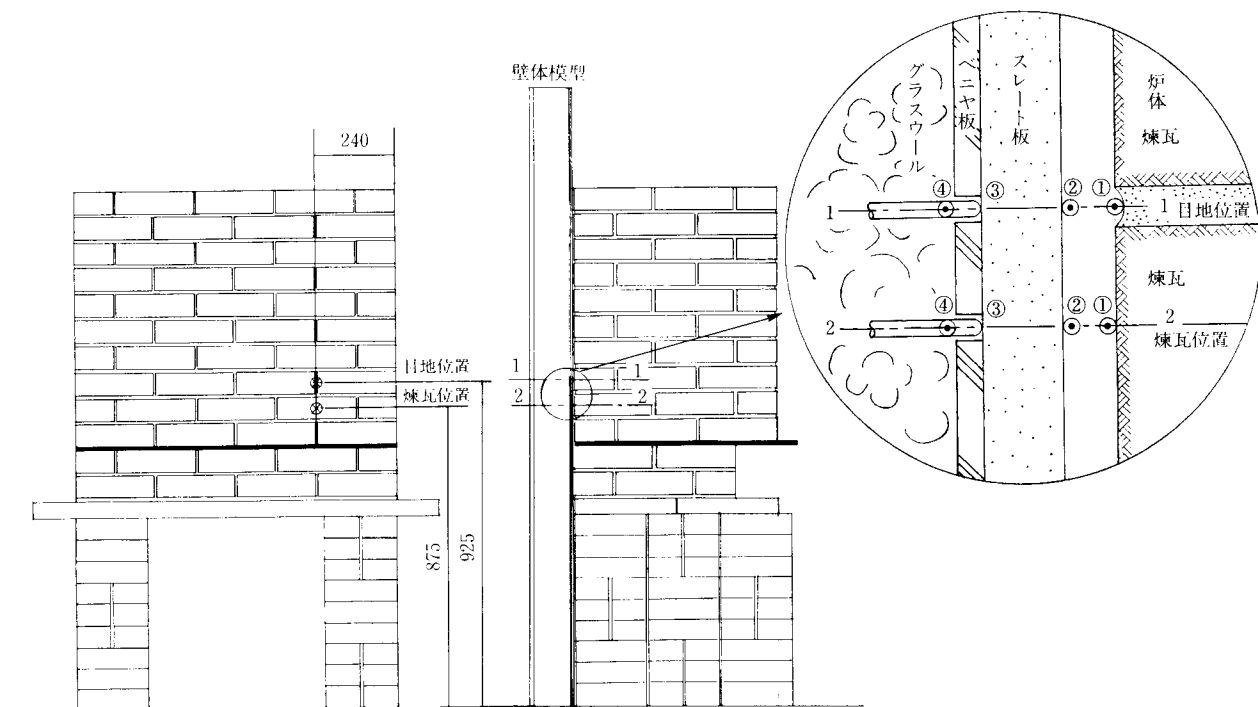 240
875
925
目地位置
煉瓦位置
壁体模型
1
2
1
2
グラスウール
ベニヤ板
スレート板
炉体
煉瓦
④
③
②
①
1
1
目地位置
煉瓦
④
③
②
①
2
2
煉瓦位置